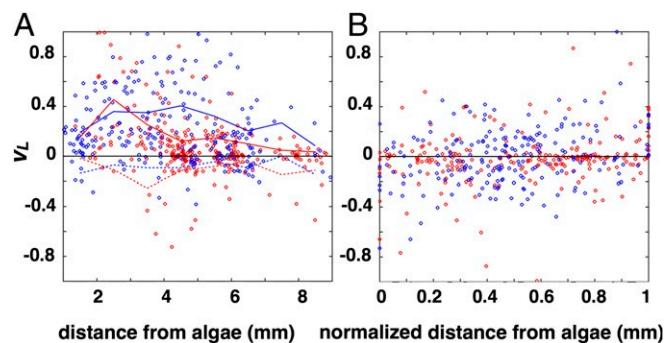 A
B
0.8
0.4
0
-0.4
-0.8
v_L
2 4 6 8
distance from algae (mm)
0.8
0.4
0
-0.4
-0.8
0 0.2 0.4 0.6 0.8 1
normalized distance from algae (mm)